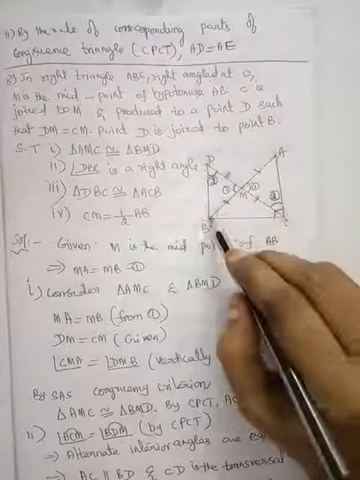 ii) By the rule of corresponding parts of
congruence triangle (CPCT), AD=AE
8) In right triangle ABC, right angled at C,
M is the mid-point of hypotenuse AB. C is
joined to M & produced to a point D such
that DM=CM. point D is joined to point B.
S.T i) △AMC ≅ △BMD
ii) ∠DBC is a right angle
iii) △DBC ≅ △ACB
iv) CM = 1/2 AB
D
A
M
B
C
Sol:- Given: M is the mid point of AB
⇒ MA=MB -①
i) Consider △AMC & △BMD
MA=MB (from ①)
DM=CM (Given)
∠CMA = ∠DMB (vertically
By SAS congruency criterion
△AMC ≅ △BMD. By CPCT, AC
ii) ∠ACM = ∠BDM (by CPCT)
⇒ Alternate interior angles are
⇒ AC ∥ BD & CD is the transversal